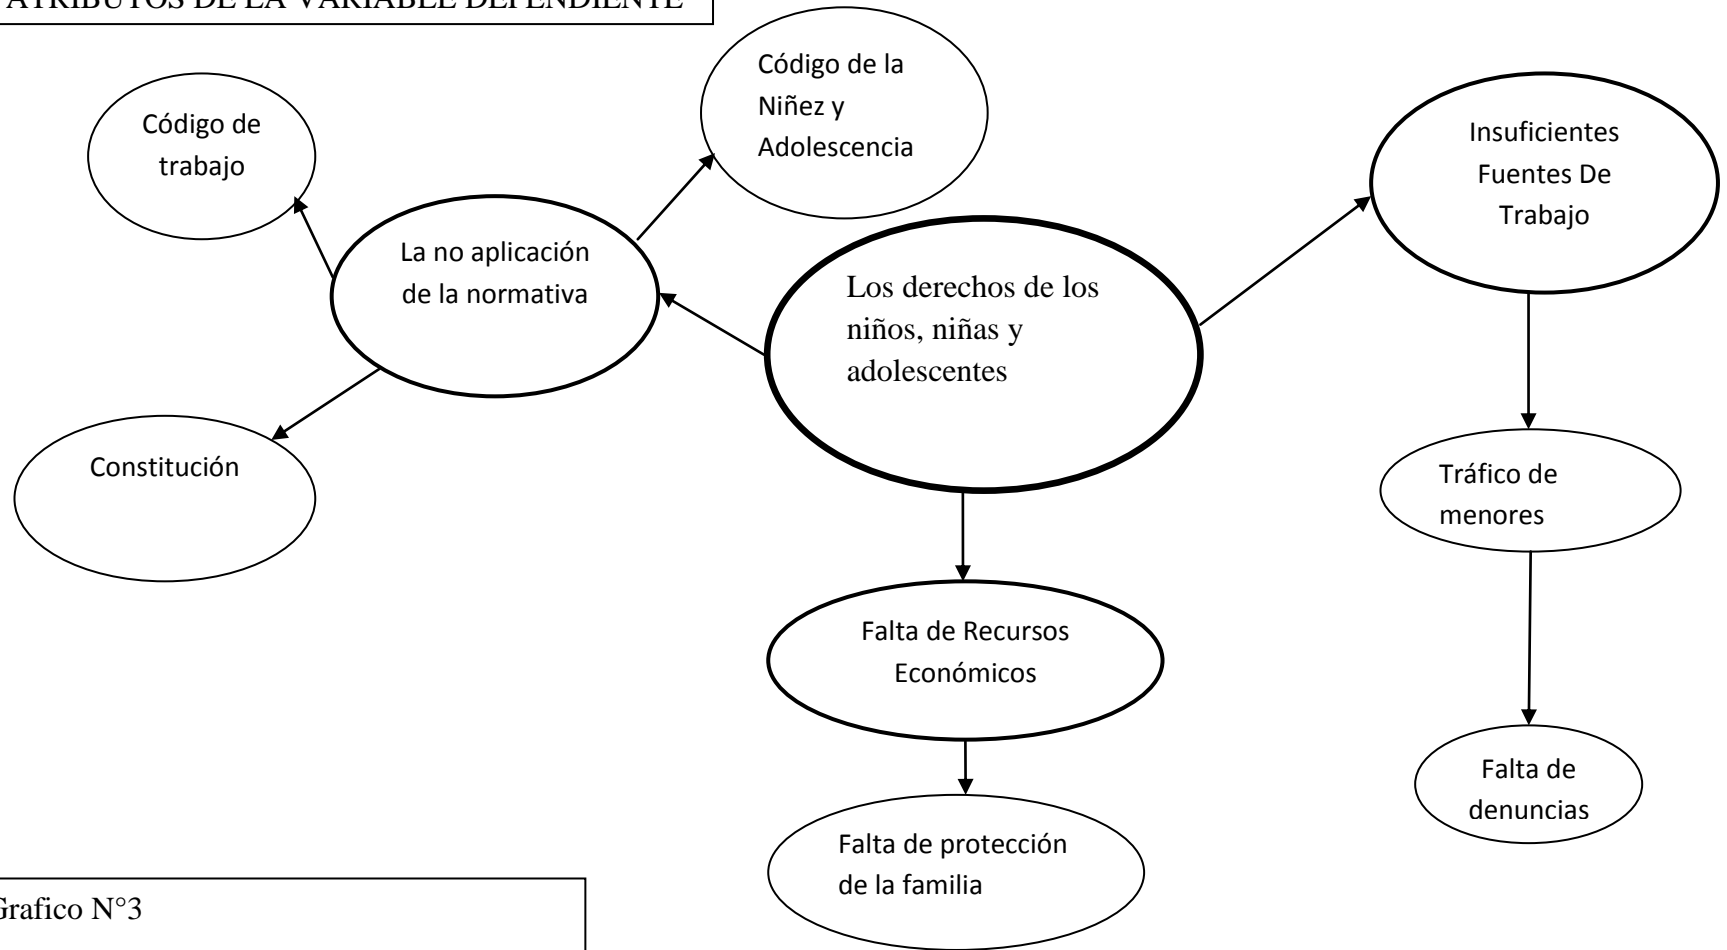 ATRIBUTOS DE LA VARIABLE DEPENDIENTE
Código de la
Niñez y
Adolescencia
Código de
trabajo
Insuficientes
Fuentes De
Trabajo
La no aplicación
de la normativa
Los derechos de los
niños, niñas y
adolescentes
Constitución
Tráfico de
menores
Falta de Recursos
Económicos
Falta de
denuncias
Falta de protección
de la familia
Grafico N°3